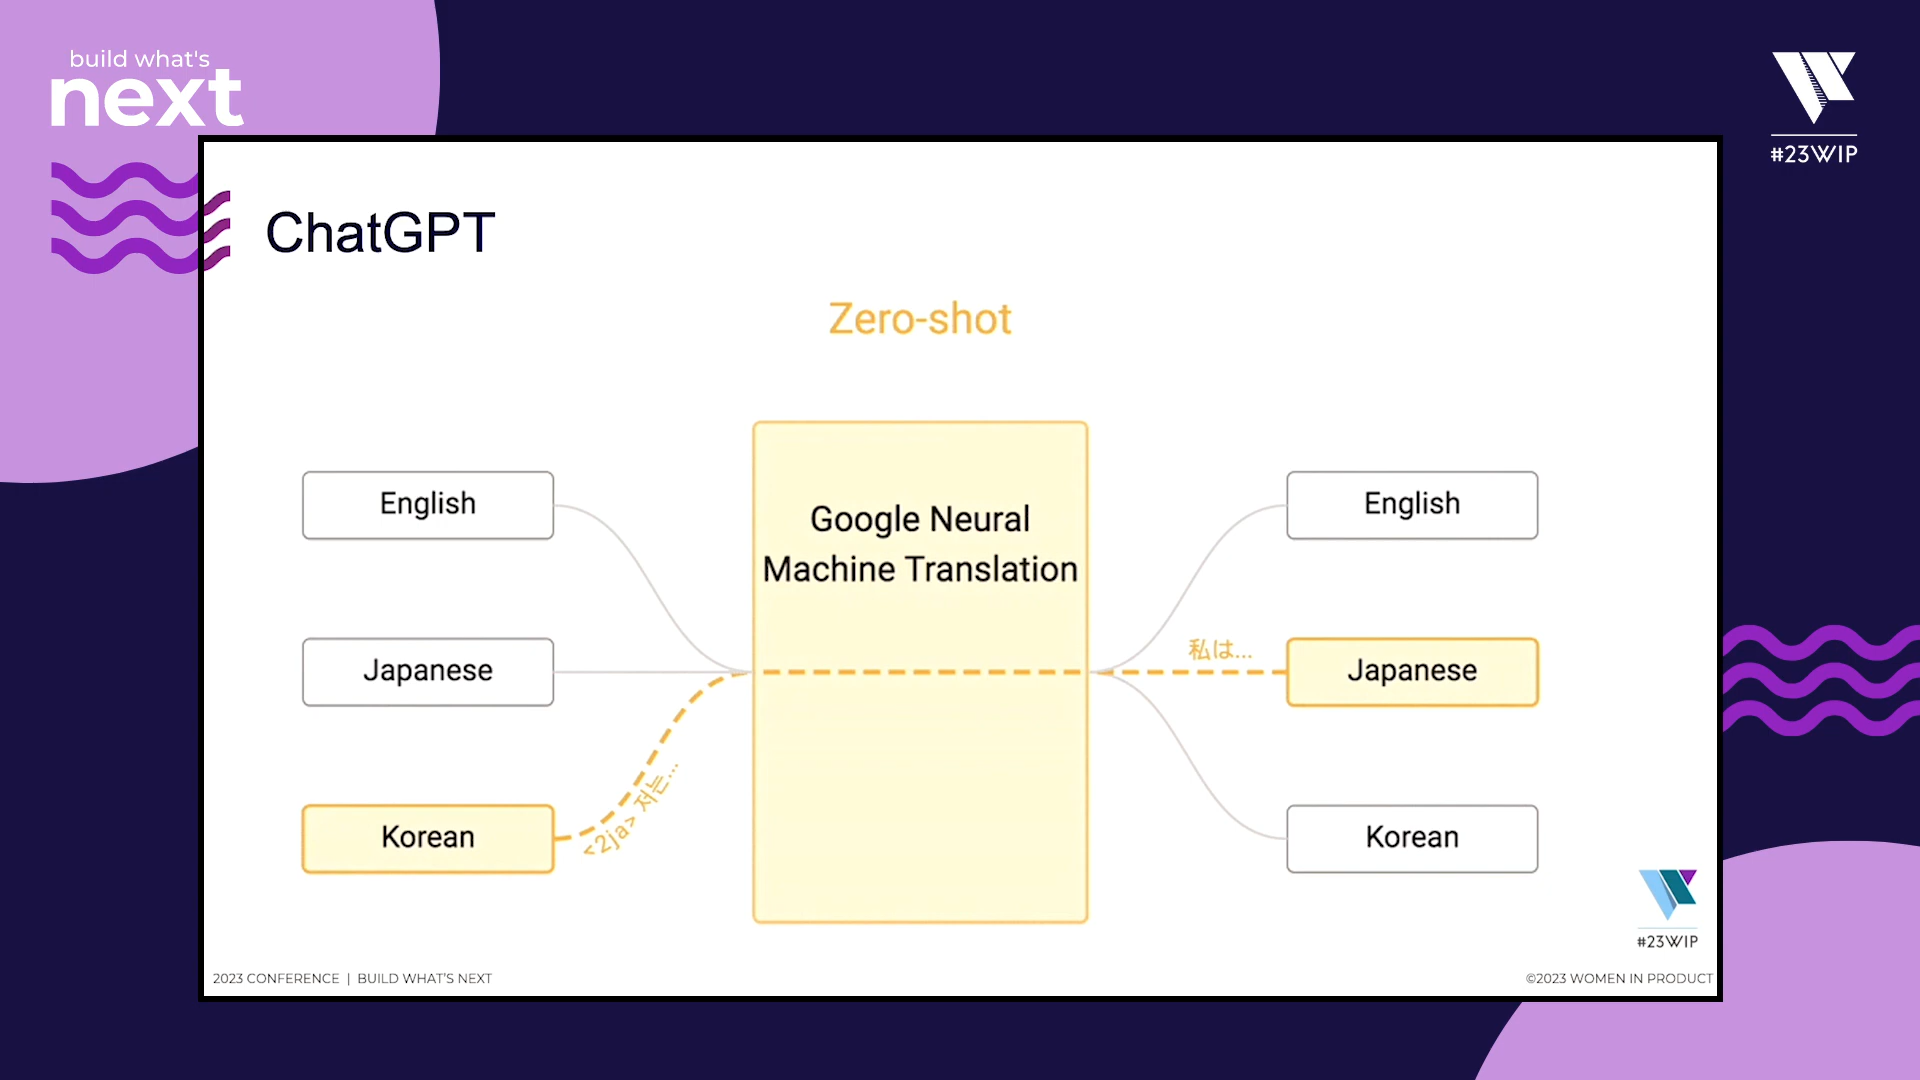 build what's
next
#23WIP
ChatGPT
Zero-shot
Google Neural
Machine Translation
English
Japanese
Korean
<2ja> 저는...
私は...
English
Japanese
Korean
#23WIP
2023 CONFERENCE | BUILD WHAT'S NEXT
©2023 WOMEN IN PRODUCT